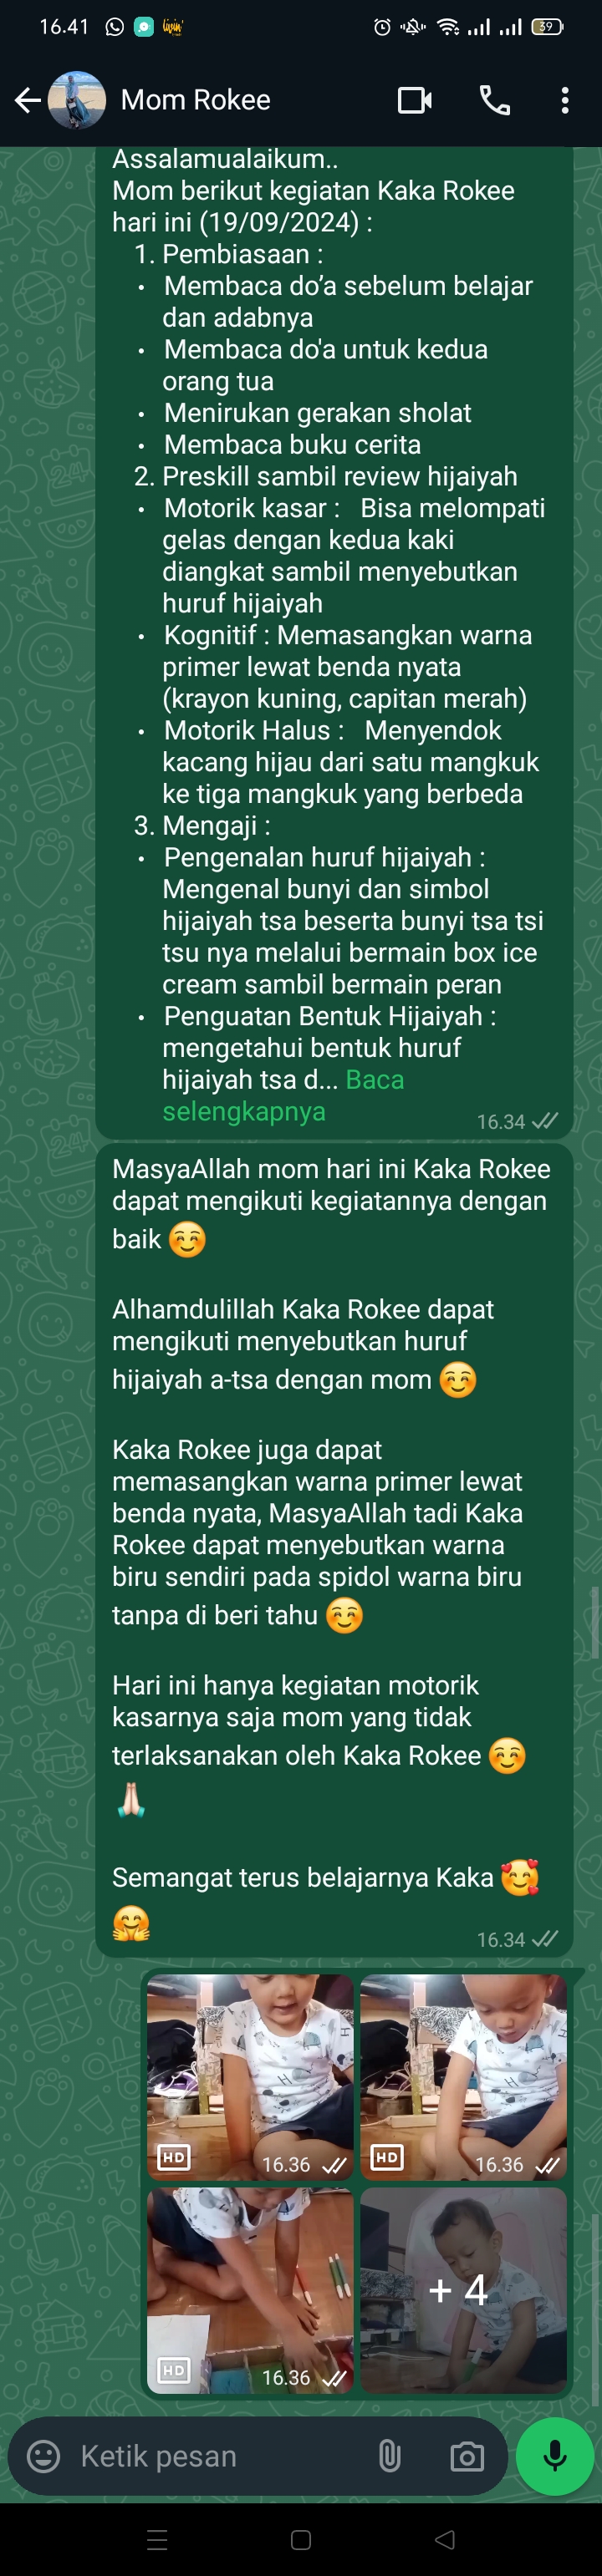 16.41
39
Mom Rokee
Assalamualaikum..
Mom berikut kegiatan Kaka Rokee
hari ini (19/09/2024) :
1. Pembiasaan :
• Membaca do’a sebelum belajar
dan adabnya
• Membaca do'a untuk kedua
orang tua
• Menirukan gerakan sholat
• Membaca buku cerita
2. Preskill sambil review hijaiyah
• Motorik kasar : Bisa melompati
gelas dengan kedua kaki
diangkat sambil menyebutkan
huruf hijaiyah
• Kognitif : Memasangkan warna
primer lewat benda nyata
(krayon kuning, capitan merah)
• Motorik Halus : Menyendok
kacang hijau dari satu mangkuk
ke tiga mangkuk yang berbeda
3. Mengaji :
• Pengenalan huruf hijaiyah :
Mengenal bunyi dan simbol
hijaiyah tsa beserta bunyi tsa tsi
tsu nya melalui bermain box ice
cream sambil bermain peran
• Penguatan Bentuk Hijaiyah :
mengetahui bentuk huruf
hijaiyah tsa d... Baca
selengkapnya
16.34
MasyaAllah mom hari ini Kaka Rokee
dapat mengikuti kegiatannya dengan
baik ☺️
Alhamdulillah Kaka Rokee dapat
mengikuti menyebutkan huruf
hijaiyah a-tsa dengan mom ☺️
Kaka Rokee juga dapat
memasangkan warna primer lewat
benda nyata, MasyaAllah tadi Kaka
Rokee dapat menyebutkan warna
biru sendiri pada spidol warna biru
tanpa di beri tahu ☺️
Hari ini hanya kegiatan motorik
kasarnya saja mom yang tidak
terlaksanakan oleh Kaka Rokee ☺️
🙏🏻
Semangat terus belajarnya Kaka 🥰
🤗
16.34
HD
16.36
HD
16.36
HD
16.36
+ 4
Ketik pesan